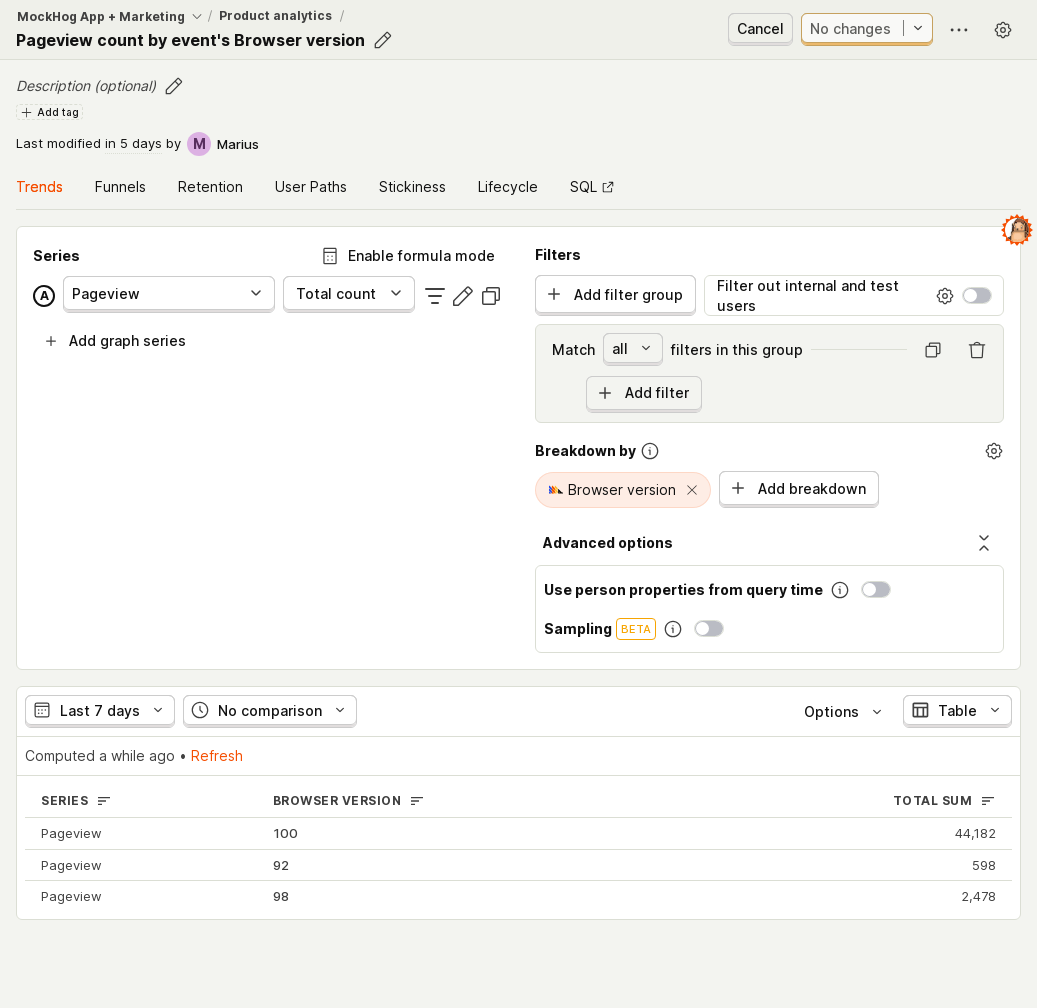 MockHog App + Marketing / Product analytics /
Pageview count by event's Browser version
Cancel
No changes
Description (optional)
Add tag
Last modified in 5 days by M Marius
Trends Funnels Retention User Paths Stickiness Lifecycle SQL
Series
Enable formula mode
A Pageview Total count
Add graph series
Filters
Add filter group
Filter out internal and test
users
Match all filters in this group
Add filter
Breakdown by
Browser version
Add breakdown
Advanced options
Use person properties from query time
Sampling BETA
Last 7 days No comparison Options Table
Computed a while ago • Refresh
SERIES BROWSER VERSION TOTAL SUM
Pageview 100 44,182
Pageview 92 598
Pageview 98 2,478